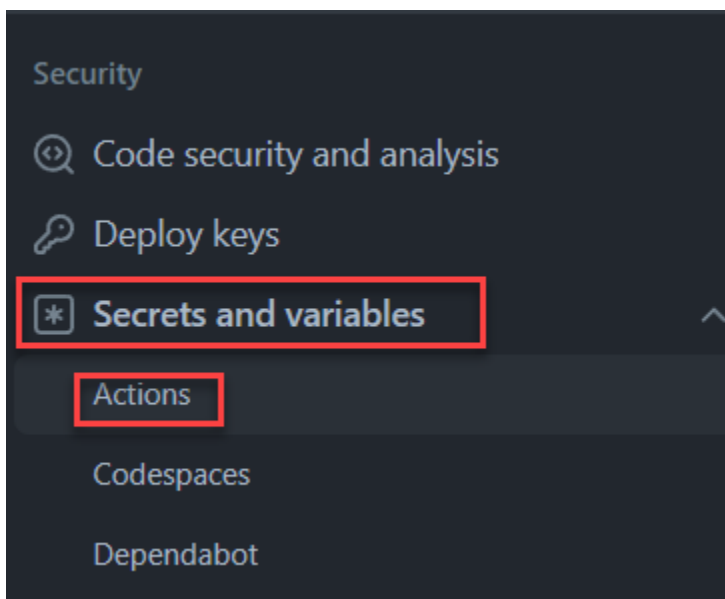 Security
Code security and analysis
Deploy keys
Secrets and variables
Actions
Codespaces
Dependabot